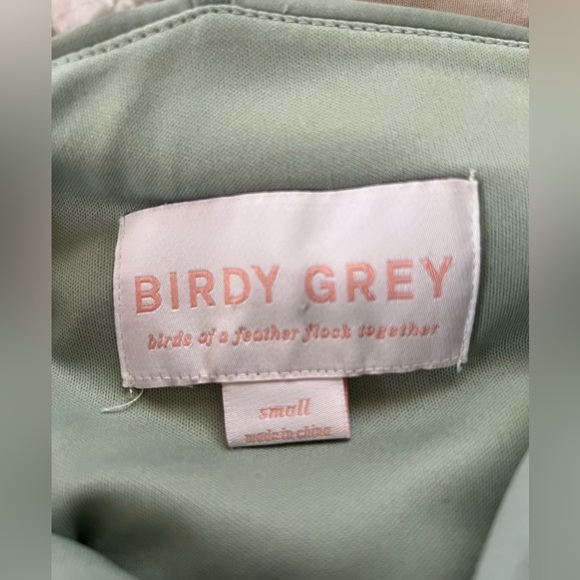 BIRDY GREY
birds of a feather flock together
small
made in china